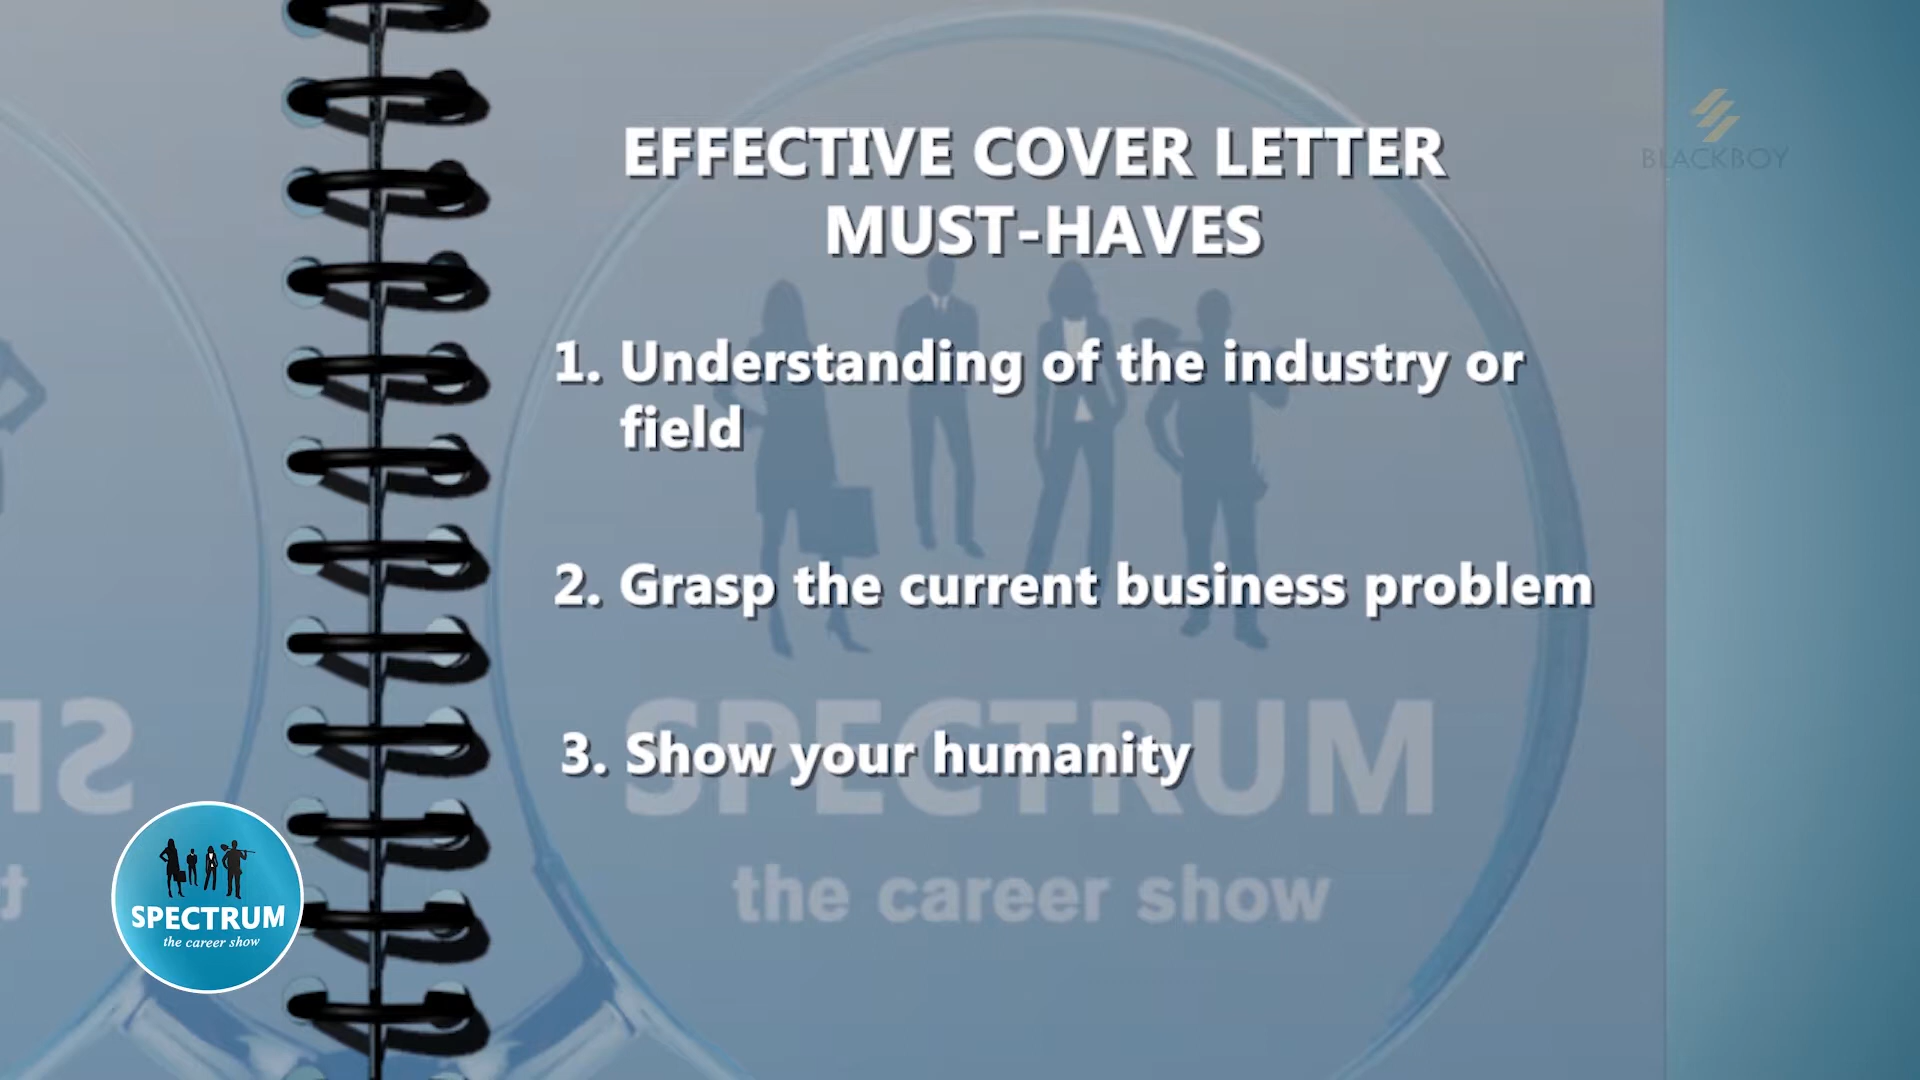 EFFECTIVE COVER LETTER
MUST-HAVES
BLACKBOY
1. Understanding of the industry or
field
2. Grasp the current business problem
3. Show your humanity
SPECTRUM
the career show
SPECTRUM
the career show